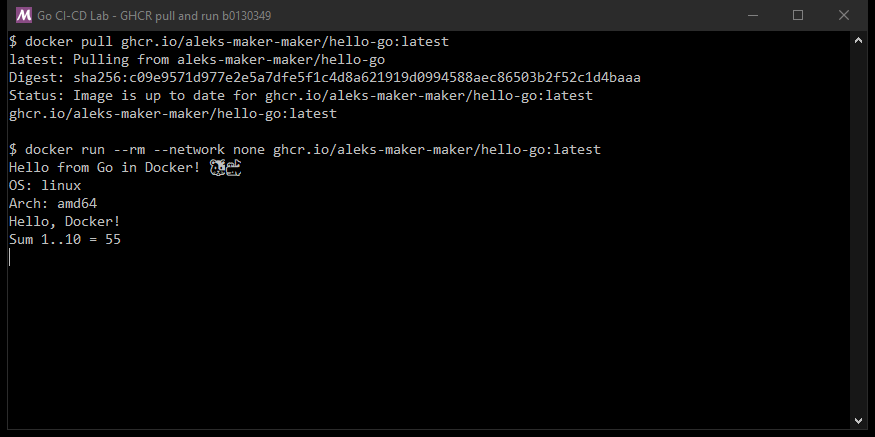 Go CI-CD Lab - GHCR pull and run b0130349
$ docker pull ghcr.io/aleks-maker-maker/hello-go:latest
latest: Pulling from aleks-maker-maker/hello-go
Digest: sha256:c09e9571d977e2e5a7dfe5f1c4d8a621919d0994588aec86503b2f52c1d4baaa
Status: Image is up to date for ghcr.io/aleks-maker-maker/hello-go:latest
ghcr.io/aleks-maker-maker/hello-go:latest
$ docker run --rm --network none ghcr.io/aleks-maker-maker/hello-go:latest
Hello from Go in Docker! 🐹🐳
OS: linux
Arch: amd64
Hello, Docker!
Sum 1..10 = 55